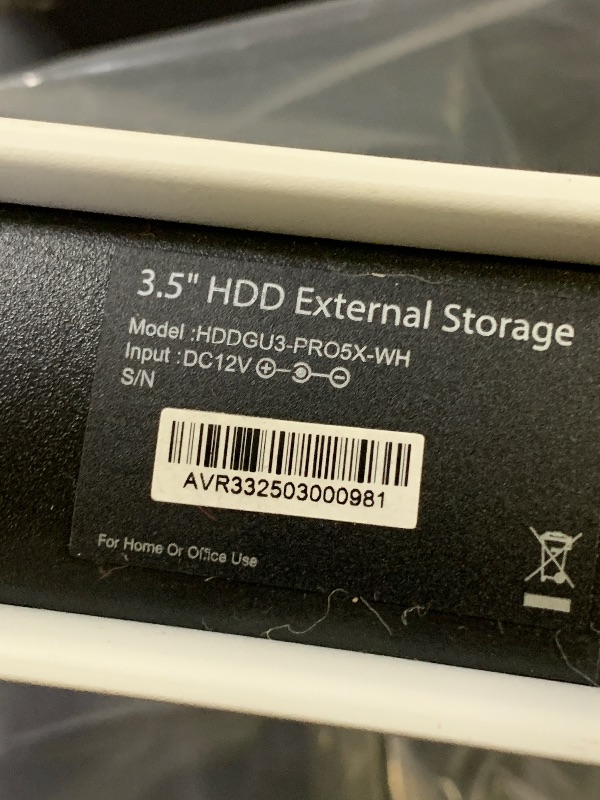 3.5" HDD External Storage
Model :HDDGU3-PRO5X-WH
Input :DC12V
S/N
AVR332503000981
For Home Or Office Use